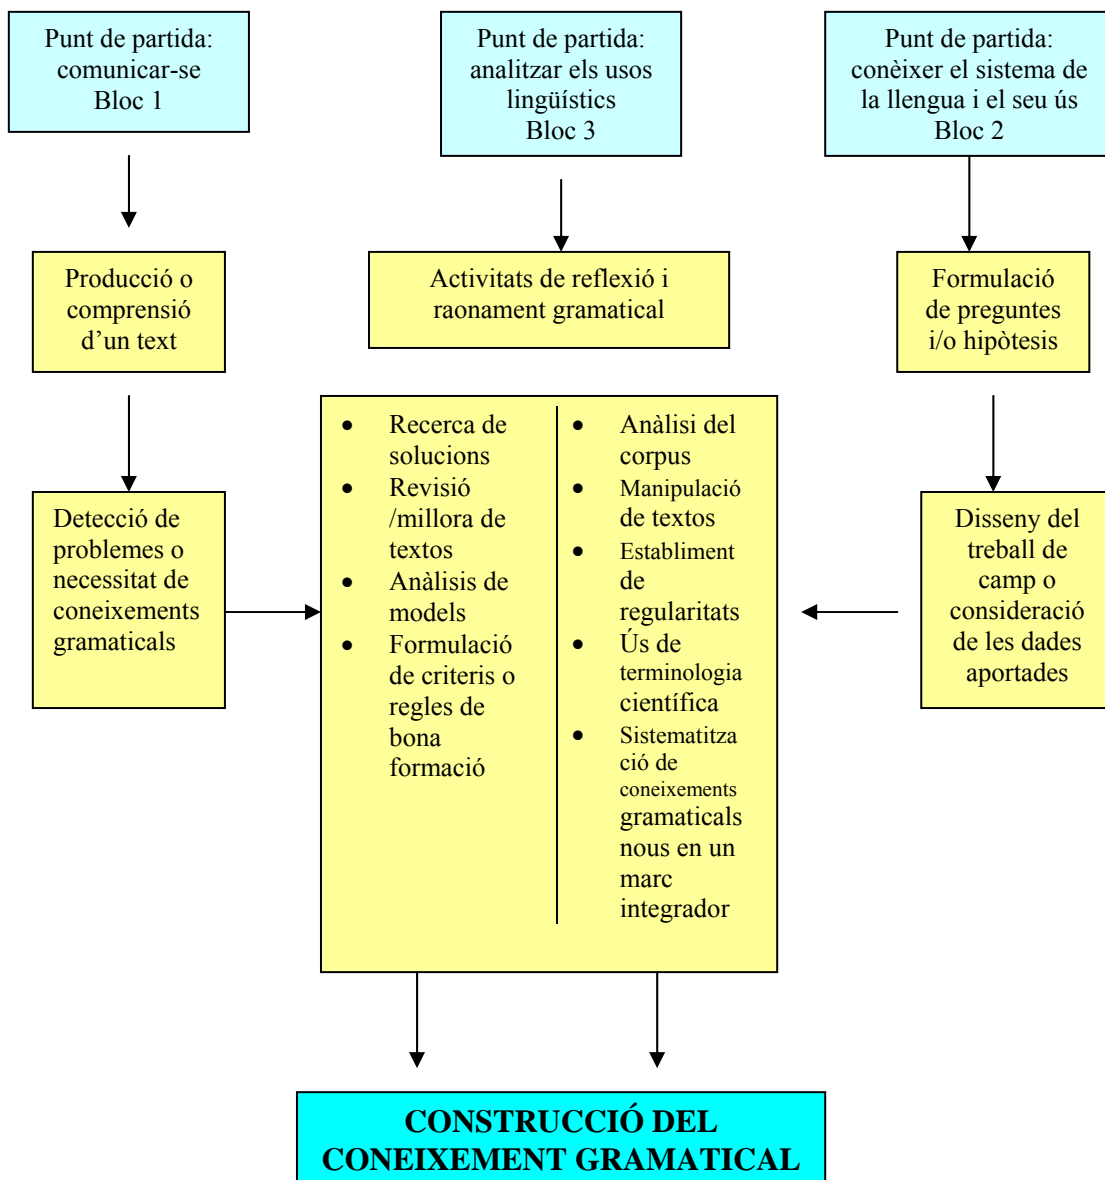 Punt de partida:
comunicar-se
Bloc 1
Punt de partida:
analitzar els usos
lingüístics
Bloc 3
Punt de partida:
conèixer el sistema de
la llengua i el seu ús
Bloc 2
Producció o
comprensió
d’un text
Activitats de reflexió i
raonament gramatical
Formulació
de preguntes
i/o hipòtesis
Detecció de
problemes o
necessitat de
coneixements
gramaticals
• Recerca de
solucions
• Revisió
/millora de
textos
• Anàlisis de
models
• Formulació
de criteris o
regles de
bona
formació
• Anàlisi del
corpus
• Manipulació
de textos
• Establiment
de
regularitats
• Ús de
terminologia
científica
• Sistematitza
ció de
coneixements
gramaticals
nous en un
marc
integrador
Disseny del
treball de
camp o
consideració
de les dades
aportades
CONSTRUCCIÓ DEL
CONEIXEMENT GRAMATICAL